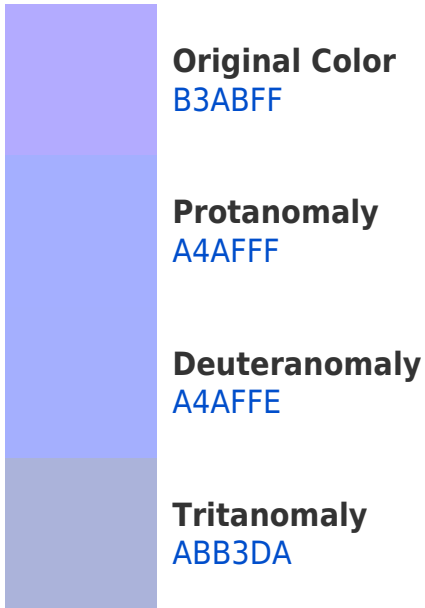 Original Color
B3ABFF
Protanomaly
A4AFFF
Deuteranomaly
A4AFFE
Tritanomaly
ABB3DA